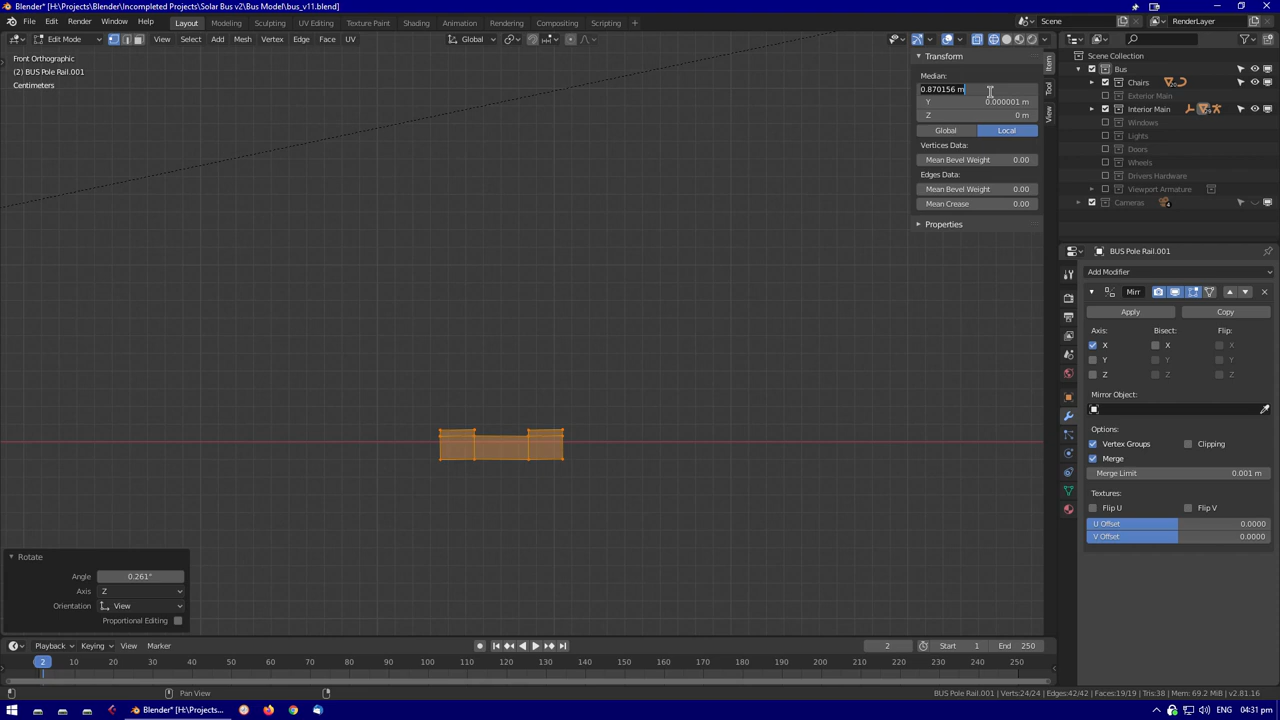 Blender* [H:\Projects\Blender\Incompleted Projects\Solar Bus v2\Bus Model\bus_v11.blend]
File Edit Render Window Help Layout Modeling Sculpting UV Editing Texture Paint Shading Animation Rendering Compositing Scripting Scene RenderLayer
Edit Mode View Select Add Mesh Vertex Edge Face UV Global
Front Orthographic
(2) BUS Pole Rail.001
Centimeters
Transform
Median:
0.870156 m
Y 0.000001 m
Z 0 m
Global Local
Vertices Data:
Mean Bevel Weight 0.00
Edges Data:
Mean Bevel Weight 0.00
Mean Crease 0.00
Properties
Item
Tool
View
Scene Collection
Bus
Chairs
Exterior Main
Interior Main
Windows
Lights
Doors
Wheels
Drivers Hardware
Viewport Armature
Cameras
4
BUS Pole Rail.001
Add Modifier
Mirr
Apply Copy
Axis: Bisect: Flip:
X X X
Y Y Y
Z Z Z
Mirror Object:
Options:
Vertex Groups Clipping
Merge
Merge Limit 0.001 m
Textures:
Flip U Flip V
U Offset 0.0000
V Offset 0.0000
Rotate
Angle 0.261°
Axis Z
Orientation View
Proportional Editing
Playback Keying View Marker 2 Start 1 End 250
2 10 20 30 40 50 60 70 80 90 100 110 120 130 140 150 160 170 180 190 200 210 220 230 240 250
Pan View BUS Pole Rail.001 | Verts:24/24 | Edges:42/42 | Faces:19/19 | Tris:38 | Mem: 69.2 MiB | v2.81.16
Blender* [H:\Projects... ENG 04:31 pm